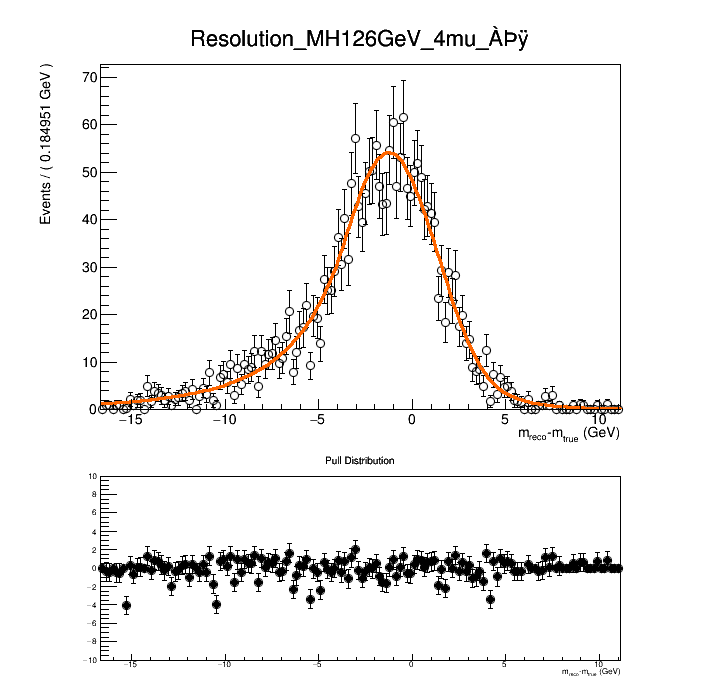 Resolution_MH126GeV_4mu_ÀÞÿ
Events / ( 0.184951 GeV )
70
60
50
40
30
20
10
0
−15 −10 −5 0 5 10
m_reco-m_true (GeV)
Pull Distribution
10
8
6
4
2
0
−2
−4
−6
−8
−10
−15 −10 −5 0 5 10
m_reco-m_true (GeV)